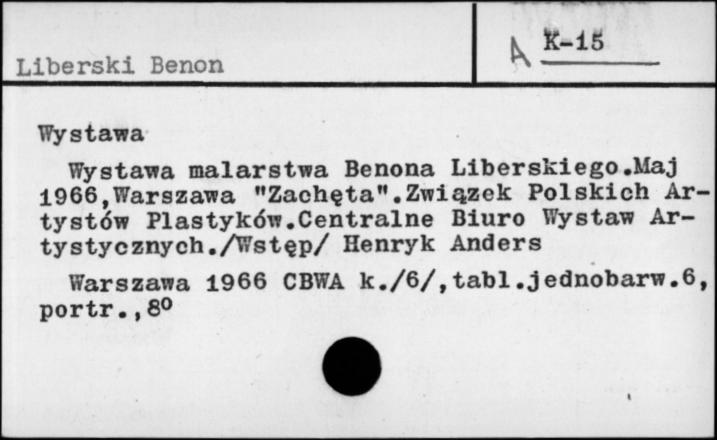 Liberski Benon
A K-15
Wystawa
Wystawa malarstwa Benona Liberskiego.Maj
1966,Warszawa "Zachęta".Związek Polskich Ar-
tystów Plastyków.Centralne Biuro Wystaw Ar-
tystycznych./Wstęp/ Henryk Anders
Warszawa 1966 CBWA k./6/,tabl.jednobarw.6,
portr.,8º